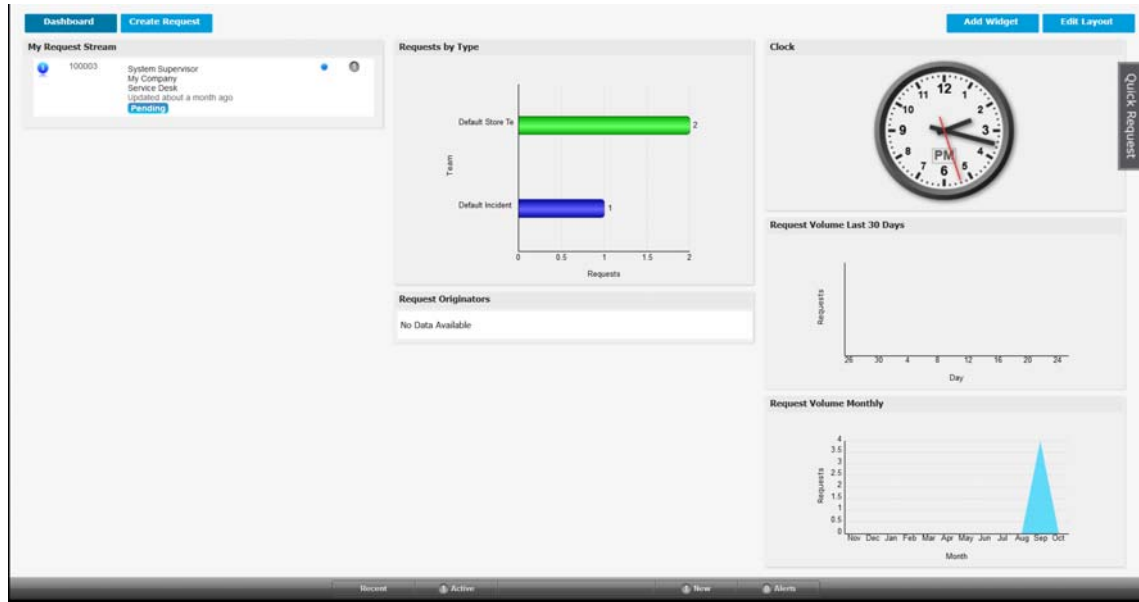 Dashboard
Create Request
Add Widget
Edit Layout
My Request Stream
100003
System Supervisor
My Company
Service Desk
Updated about a month ago
Pending
Requests by Type
Team
Default Store Te
2
Default Incident
1
0 0.5 1 1.5 2
Requests
Request Originators
No Data Available
Clock
12
1
2
3
4
5
6
7
8
9
10
11
PM
Quick Request
Request Volume Last 30 Days
Requests
26 30 4 8 12 16 20 24
Day
Request Volume Monthly
Requests
4
3.5
3
2.5
2
1.5
1
0.5
0
Nov Dec Jan Feb Mar Apr May Jun Jul Aug Sep Oct
Month
Recent
Active
New
Alerts